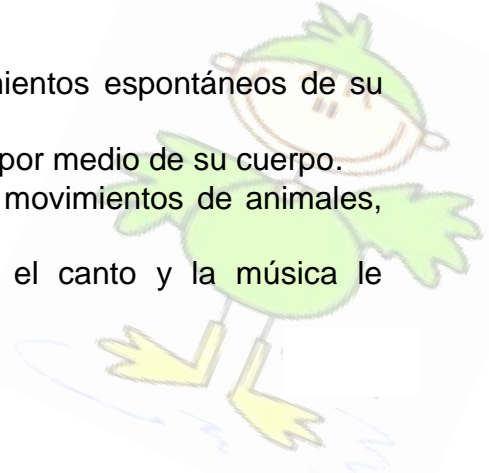 mientos espontáneos de su
por medio de su cuerpo.
movimientos de animales,
el canto y la música le